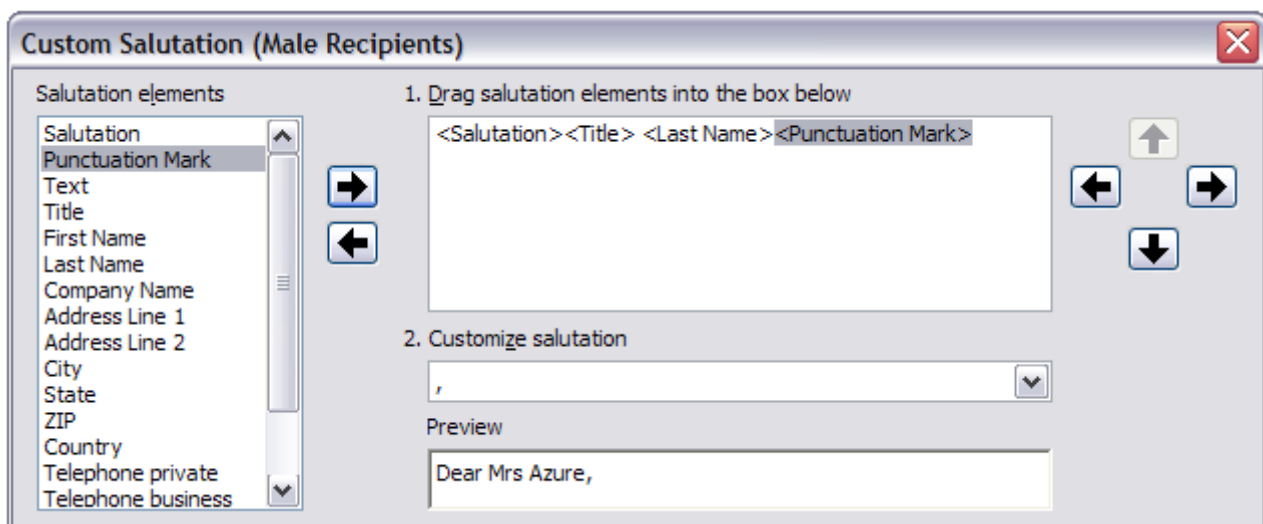 Custom Salutation (Male Recipients)
Salutation elements
Salutation
Punctuation Mark
Text
Title
First Name
Last Name
Company Name
Address Line 1
Address Line 2
City
State
ZIP
Country
Telephone private
Telephone business
1. Drag salutation elements into the box below
<Salutation><Title> <Last Name><Punctuation Mark>
2. Customize salutation
,
Preview
Dear Mrs Azure,